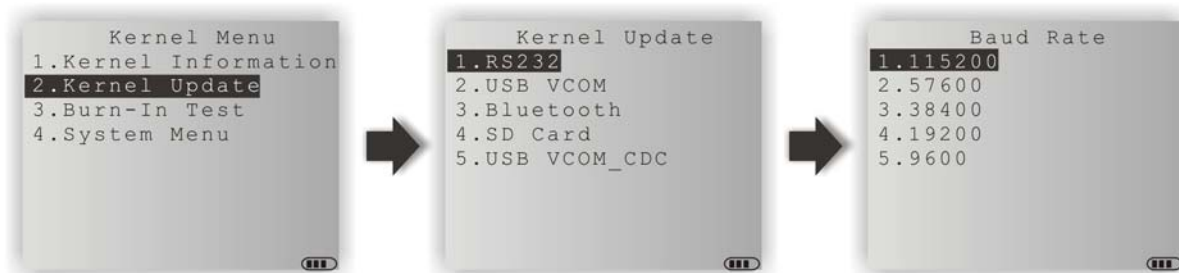 Kernel Menu
1.Kernel Information
2.Kernel Update
3.Burn-In Test
4.System Menu
Kernel Update
1.RS232
2.USB VCOM
3.Bluetooth
4.SD Card
5.USB VCOM_CDC
Baud Rate
1.115200
2.57600
3.38400
4.19200
5.9600